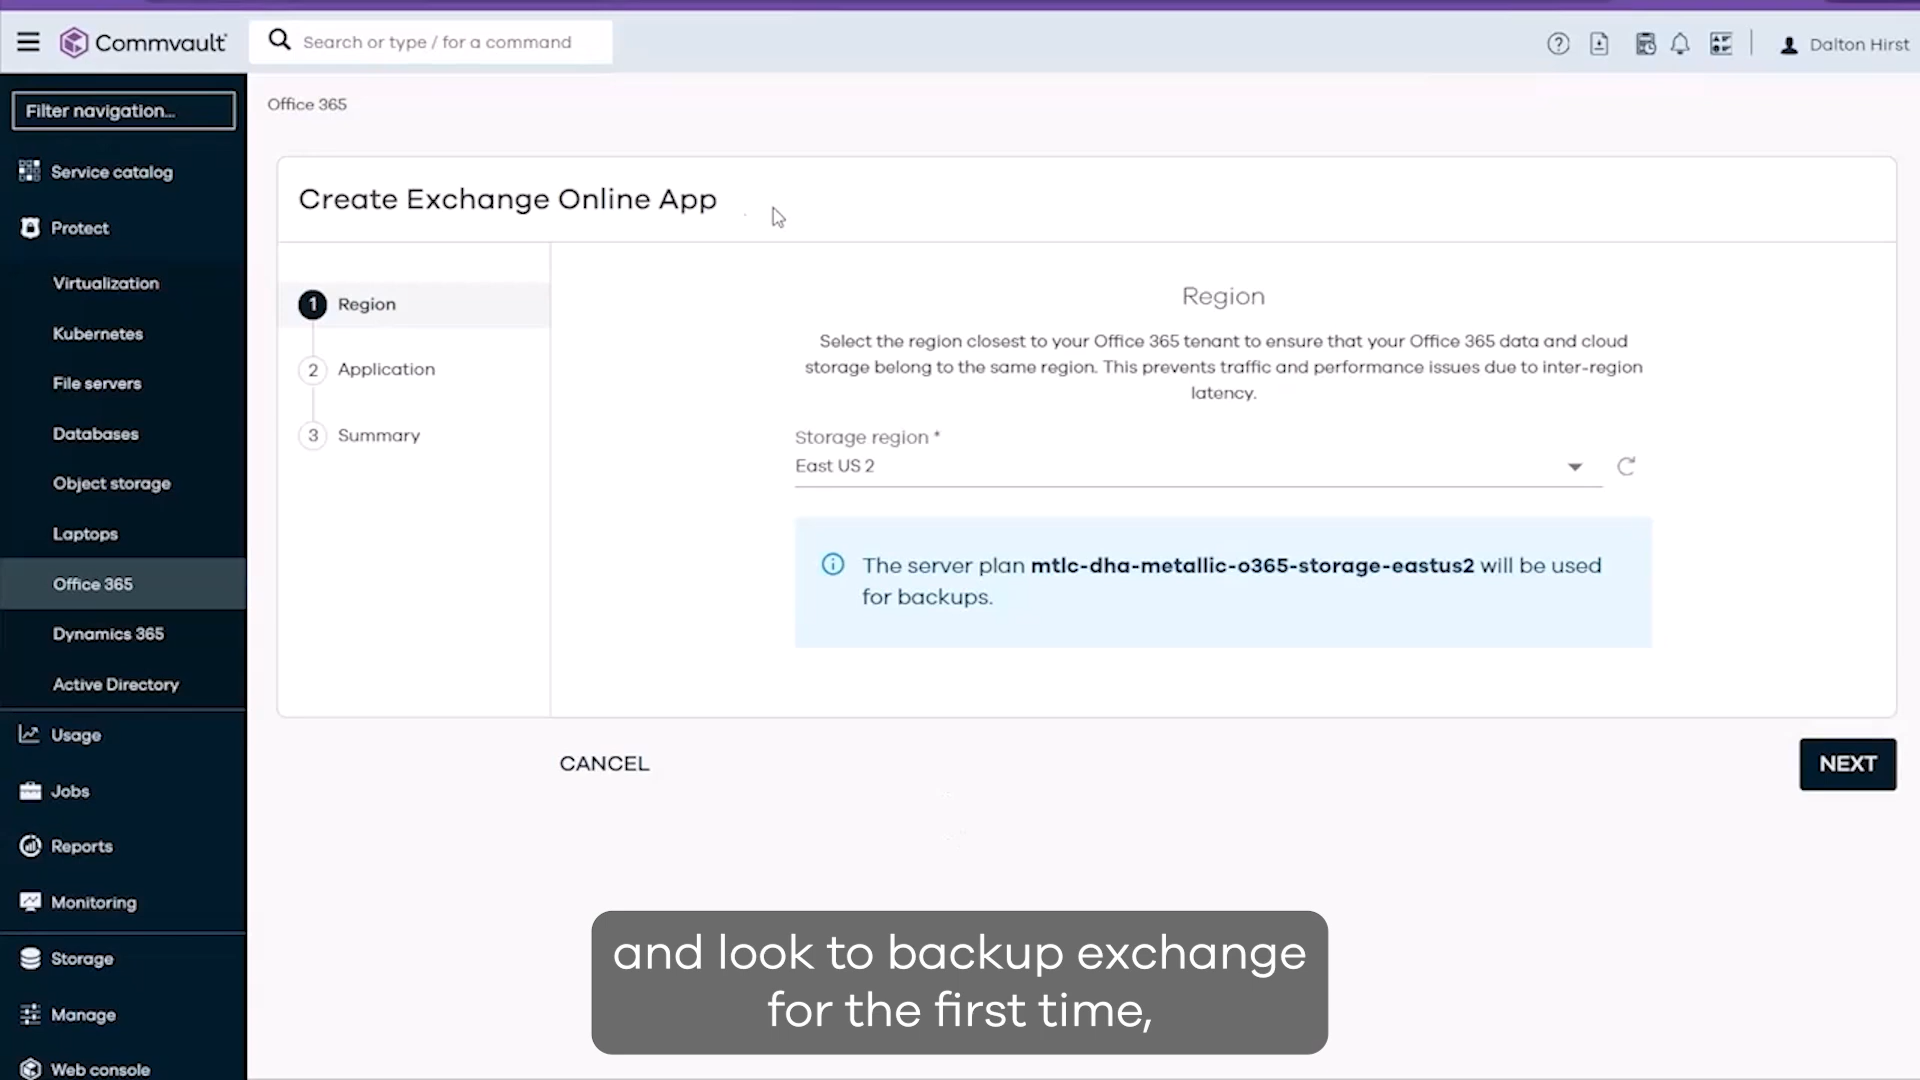 Commvault
Search or type / for a command
Dalton Hirst
Filter navigation...
Service catalog
Protect
Virtualization
Kubernetes
File servers
Databases
Object storage
Laptops
Office 365
Dynamics 365
Active Directory
Usage
Jobs
Reports
Monitoring
Storage
Manage
Web console
Office 365
Create Exchange Online App
1 Region
2 Application
3 Summary
Region
Select the region closest to your Office 365 tenant to ensure that your Office 365 data and cloud
storage belong to the same region. This prevents traffic and performance issues due to inter-region
latency.
Storage region *
East US 2
The server plan mtlc-dha-metallic-o365-storage-eastus2 will be used
for backups.
CANCEL
NEXT
and look to backup exchange
for the first time,